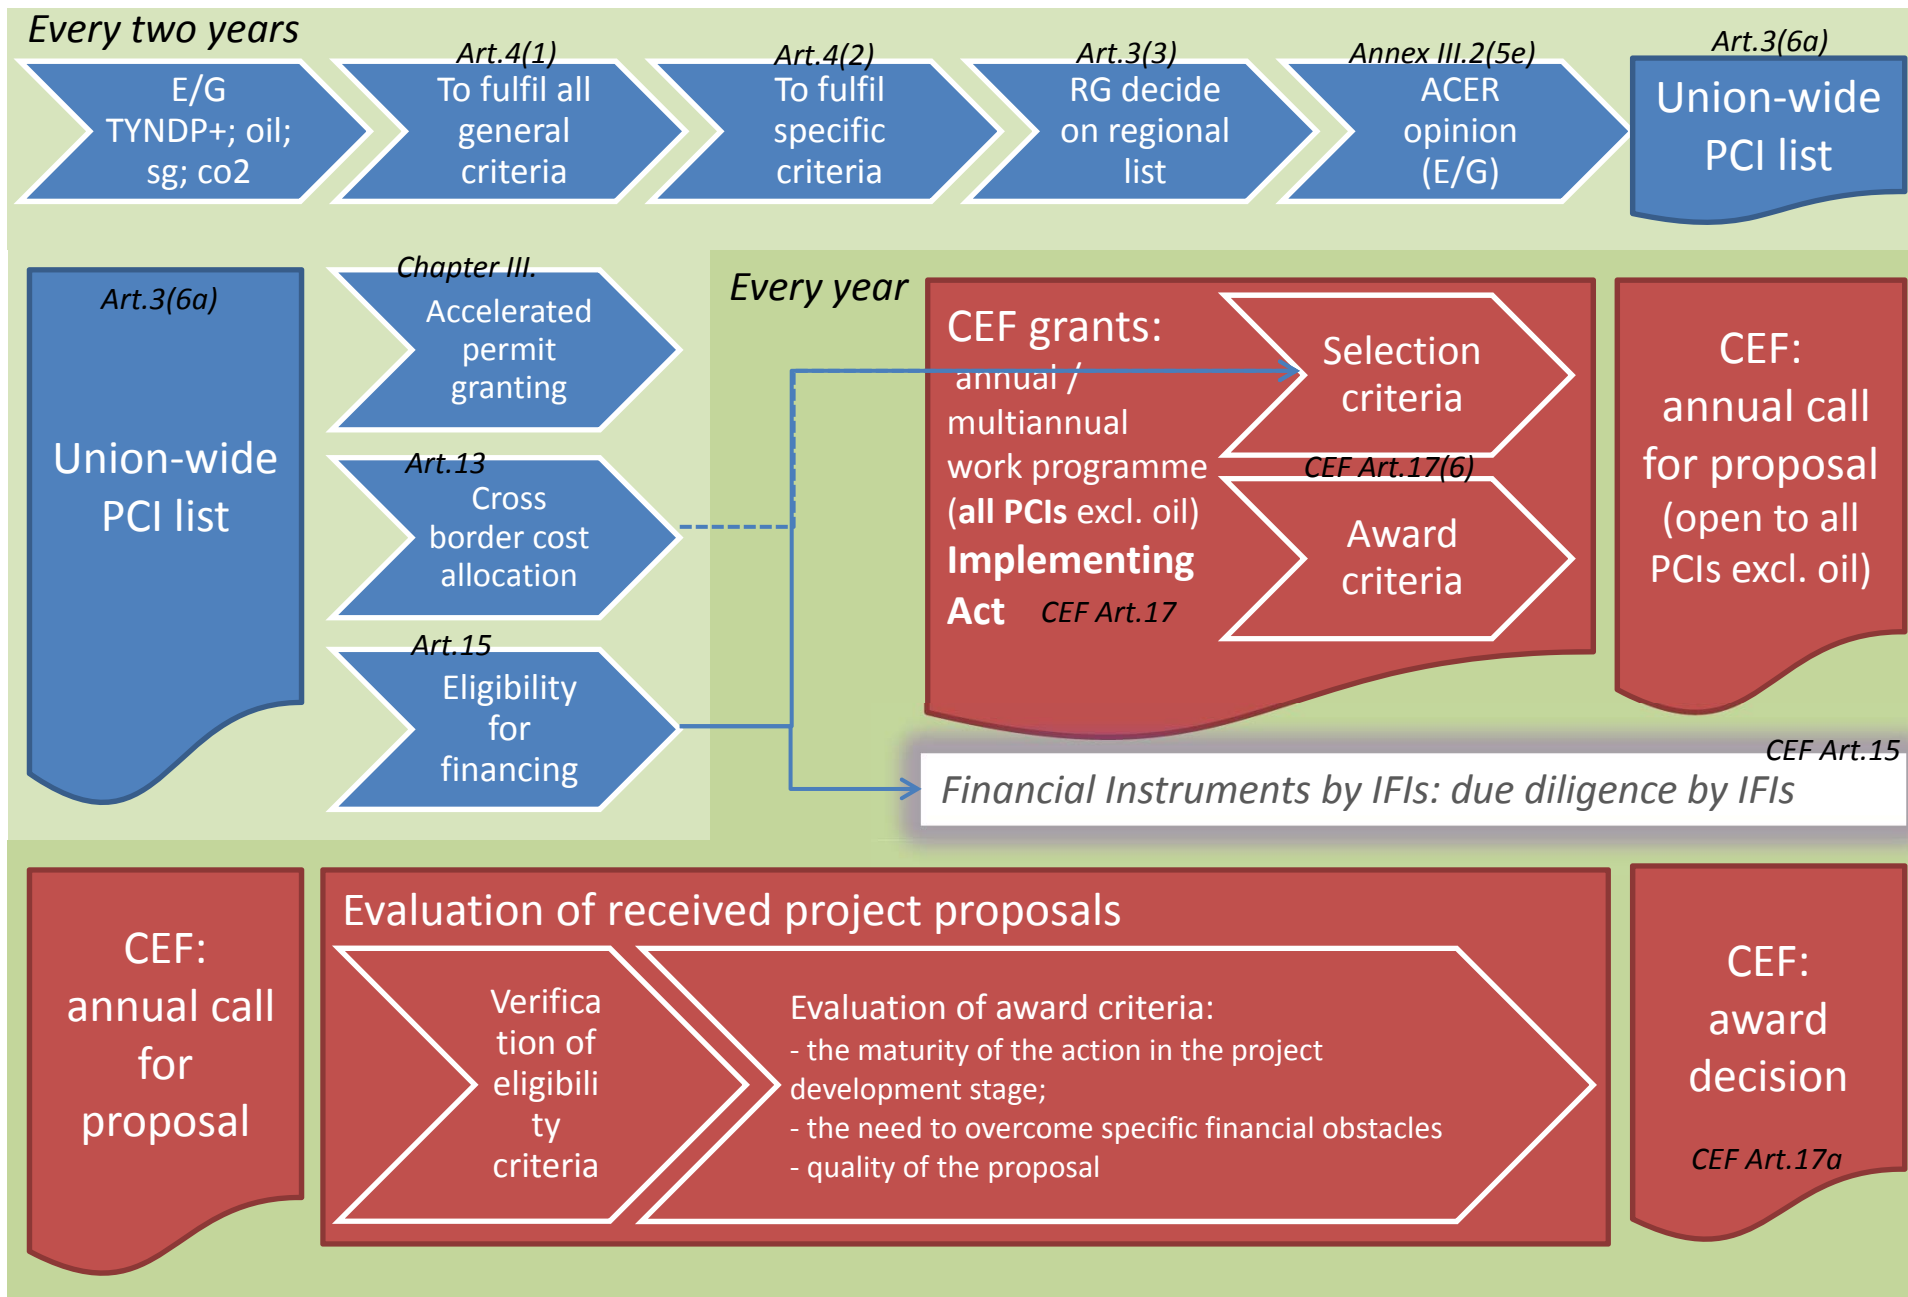 Every two years
E/G
TYNDP+; oil;
sg; co2
Art.4(1)
To fulfil all
general
criteria
Art.4(2)
To fulfil
specific
criteria
Art.3(3)
RG decide
on regional
list
Annex III.2(5e)
ACER
opinion
(E/G)
Art.3(6a)
Union-wide
PCI list
Art.3(6a)
Union-wide
PCI list
Chapter III.
Accelerated
permit
granting
Art.13
Cross
border cost
allocation
Art.15
Eligibility
for
financing
Every year
CEF grants:
annual /
multiannual
work programme
(all PCIs excl. oil)
Implementing
Act CEF Art.17
Selection
criteria
CEF Art.17(6)
Award
criteria
CEF:
annual call
for proposal
(open to all
PCIs excl. oil)
CEF Art.15
Financial Instruments by IFIs: due diligence by IFIs
CEF:
annual call
for
proposal
Evaluation of received project proposals
Verifica
tion of
eligibili
ty
criteria
Evaluation of award criteria:
- the maturity of the action in the project
development stage;
- the need to overcome specific financial obstacles
- quality of the proposal
CEF:
award
decision
CEF Art.17a